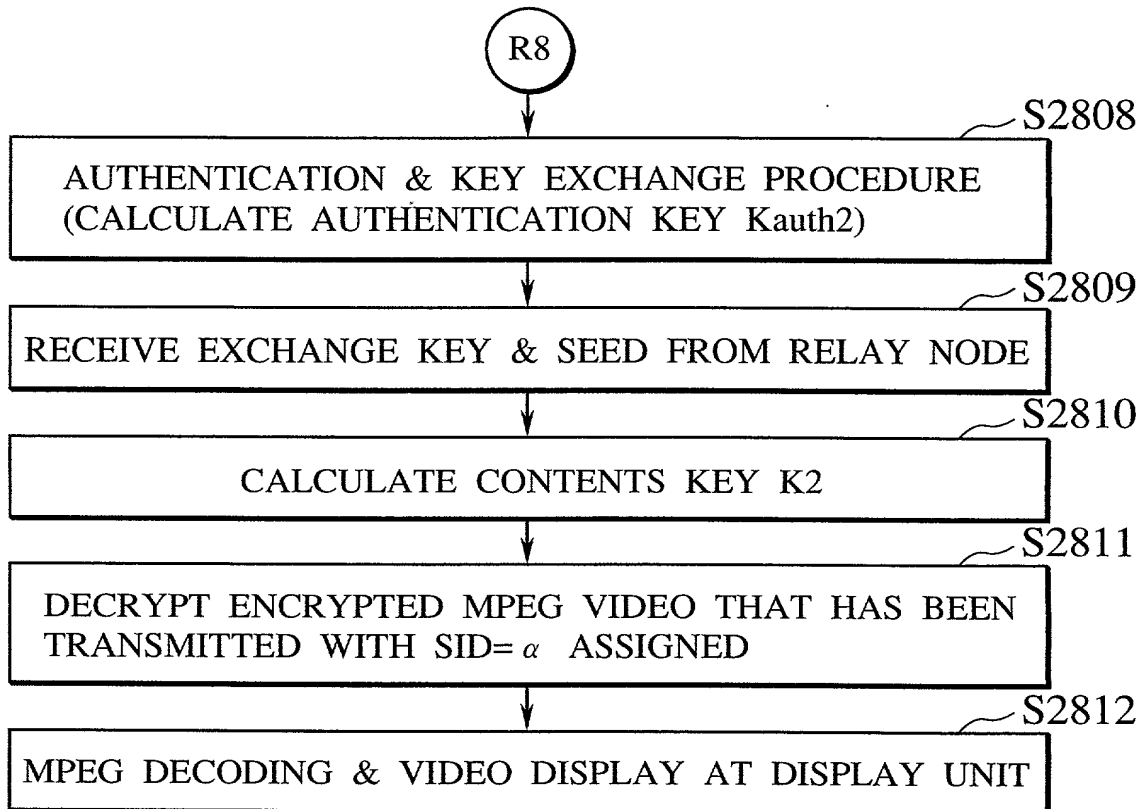 R8
S2808
AUTHENTICATION & KEY EXCHANGE PROCEDURE
(CALCULATE AUTHENTICATION KEY Kauth2)
S2809
RECEIVE EXCHANGE KEY & SEED FROM RELAY NODE
S2810
CALCULATE CONTENTS KEY K2
S2811
DECRYPT ENCRYPTED MPEG VIDEO THAT HAS BEEN
TRANSMITTED WITH SID= α ASSIGNED
S2812
MPEG DECODING & VIDEO DISPLAY AT DISPLAY UNIT